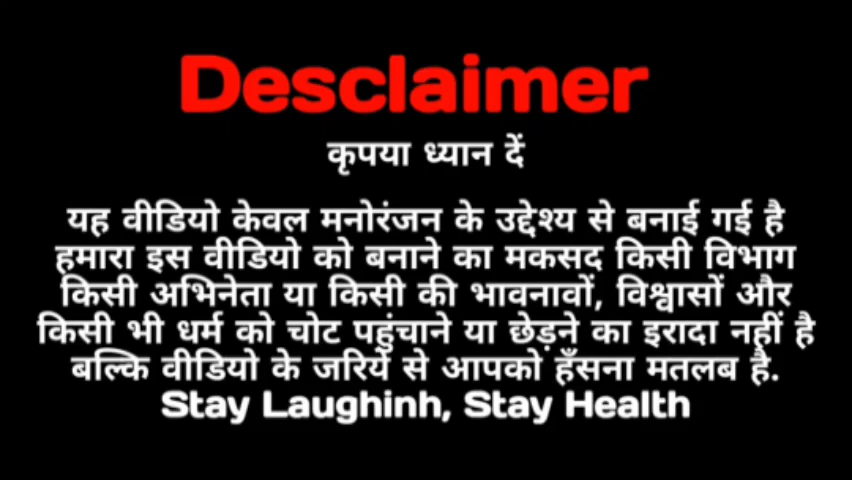 Desclaimer
कृपया ध्यान दें
यह वीडियो केवल मनोरंजन के उद्देश्य से बनाई गई है
हमारा इस वीडियो को बनाने का मकसद किसी विभाग
किसी अभिनेता या किसी की भावनावों, विश्वासों और
किसी भी धर्म को चोट पहुंचाने या छेड़ने का इरादा नहीं है
बल्कि वीडियो के जरिये से आपको हँसना मतलब है.
Stay Laughinh, Stay Health